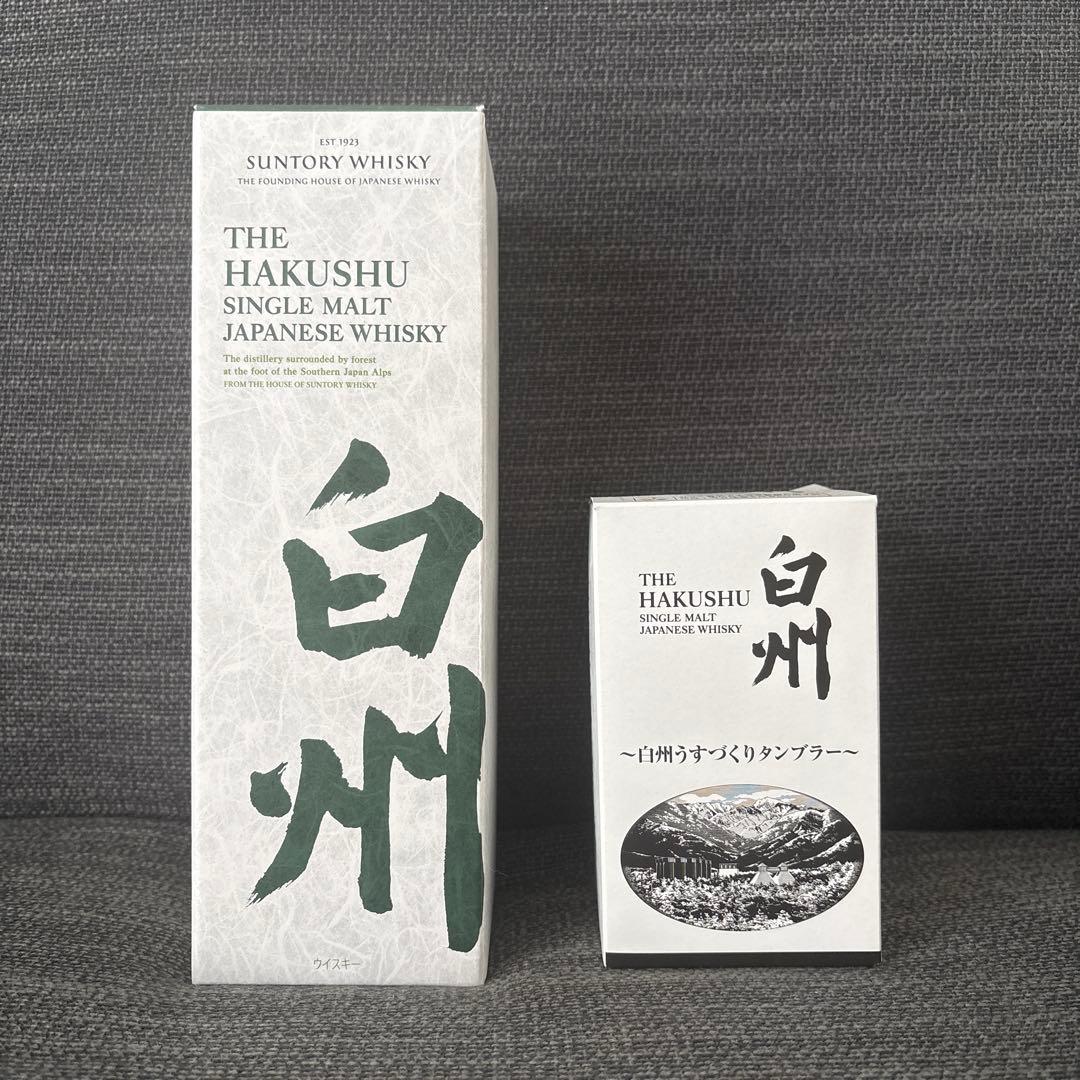 EST 1923
SUNTORY WHISKY
THE FOUNDING HOUSE OF JAPANESE WHISKY
THE
HAKUSHU
SINGLE MALT
JAPANESE WHISKY
The distillery surrounded by forest
at the foot of the Southern Japan Alps
FROM THE HOUSE OF SUNTORY WHISKY
白州
ウイスキー
THE
HAKUSHU
SINGLE MALT
JAPANESE WHISKY
白州
～白州うすづくりタンブラー～